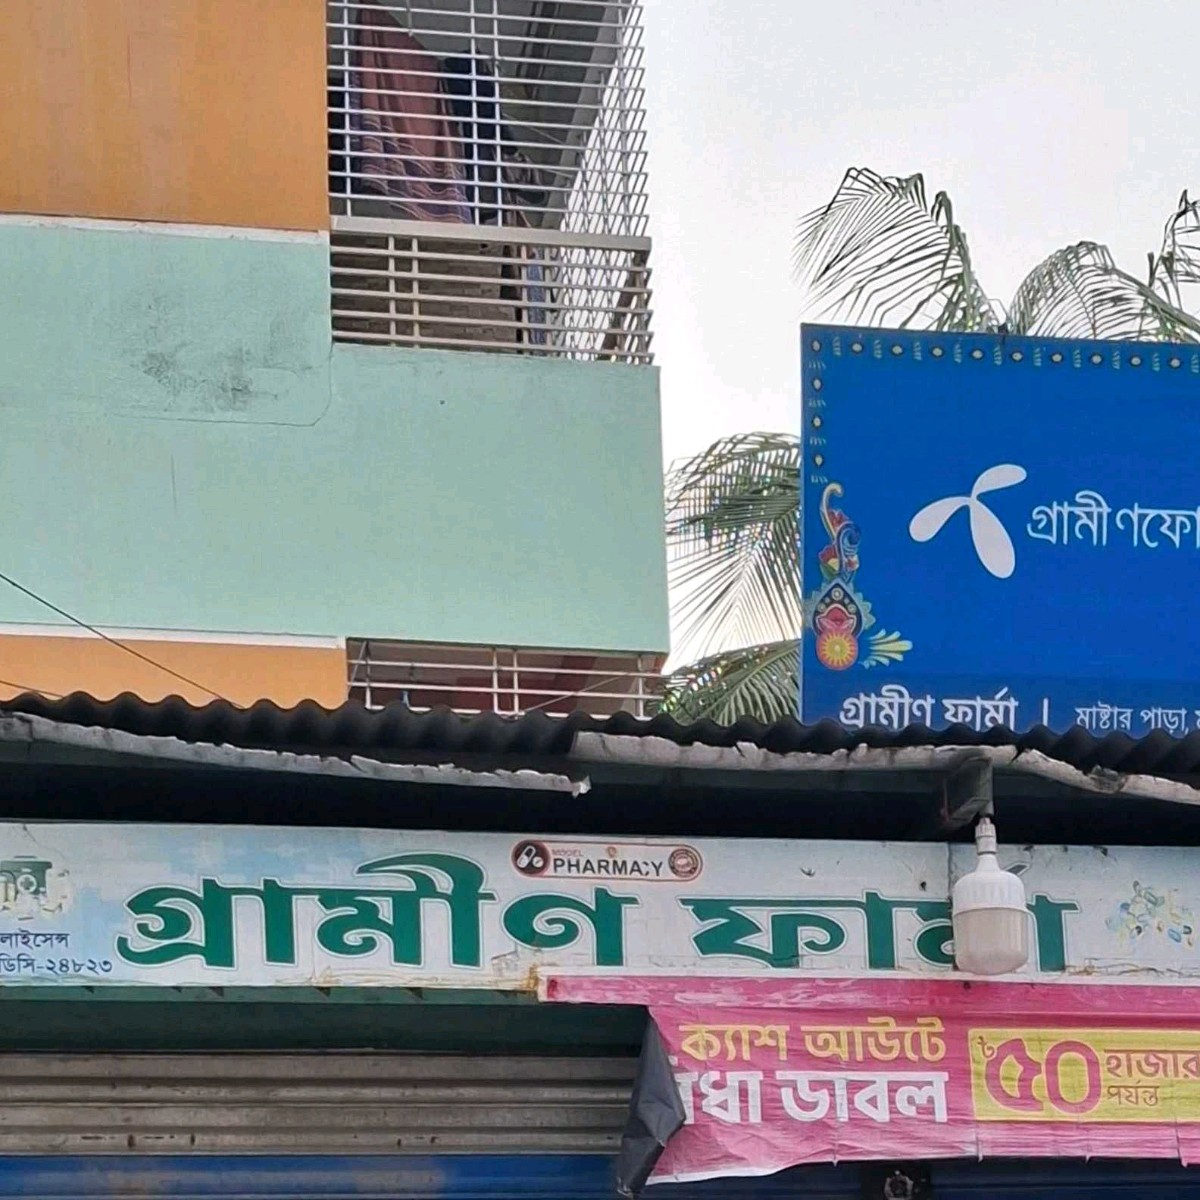 গ্রামীণফো
গ্রামীণ ফার্মা । মাষ্টার পাড়া,
MODEL
PHARMACY
গ্রামীণ ফার্মা
লাইসেন্স
ডিসি-২৪৮২৩
ক্যাশ আউটে
ধা ডাবল
৳৫০ হাজার
পর্যন্ত